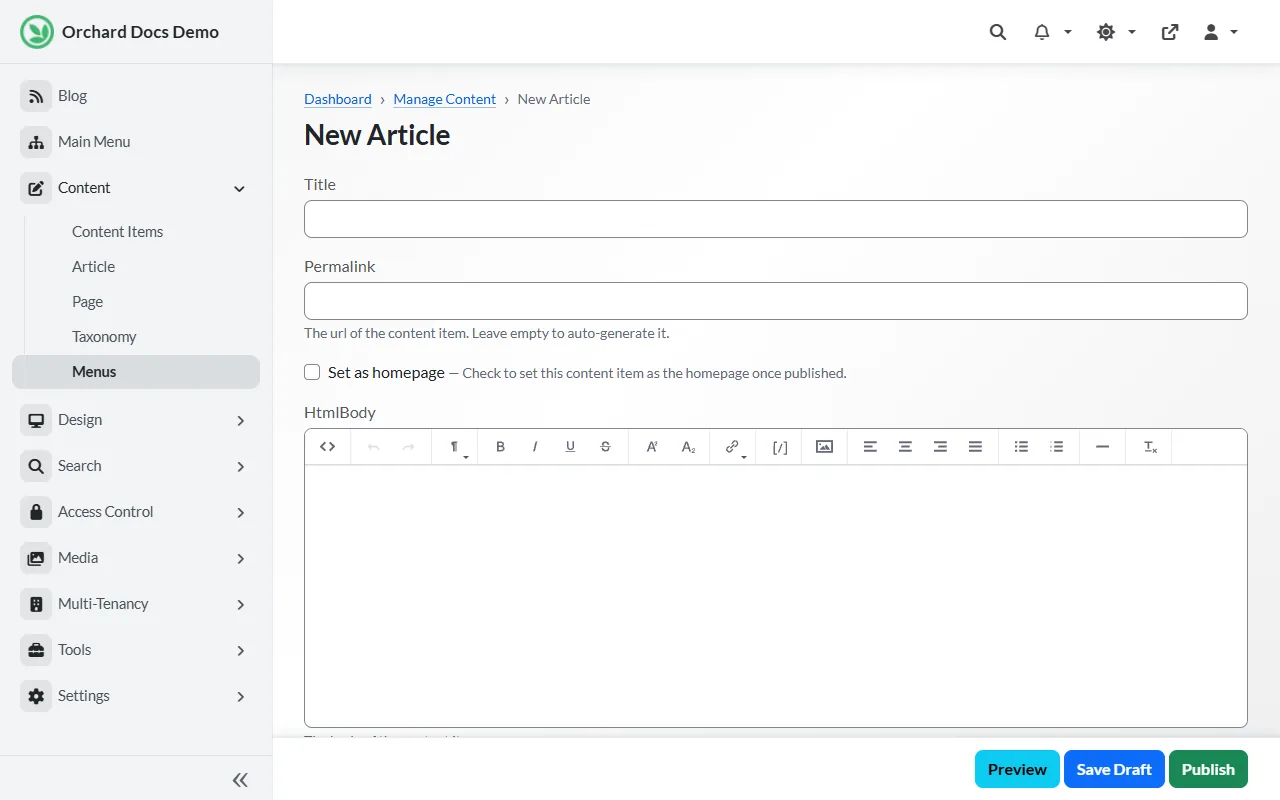 Orchard Docs Demo
Blog
Main Menu
Content
Content Items
Article
Page
Taxonomy
Menus
Design
Search
Access Control
Media
Multi-Tenancy
Tools
Settings
Dashboard › Manage Content › New Article
New Article
Title
Permalink
The url of the content item. Leave empty to auto-generate it.
Set as homepage — Check to set this content item as the homepage once published.
HtmlBody
Preview
Save Draft
Publish